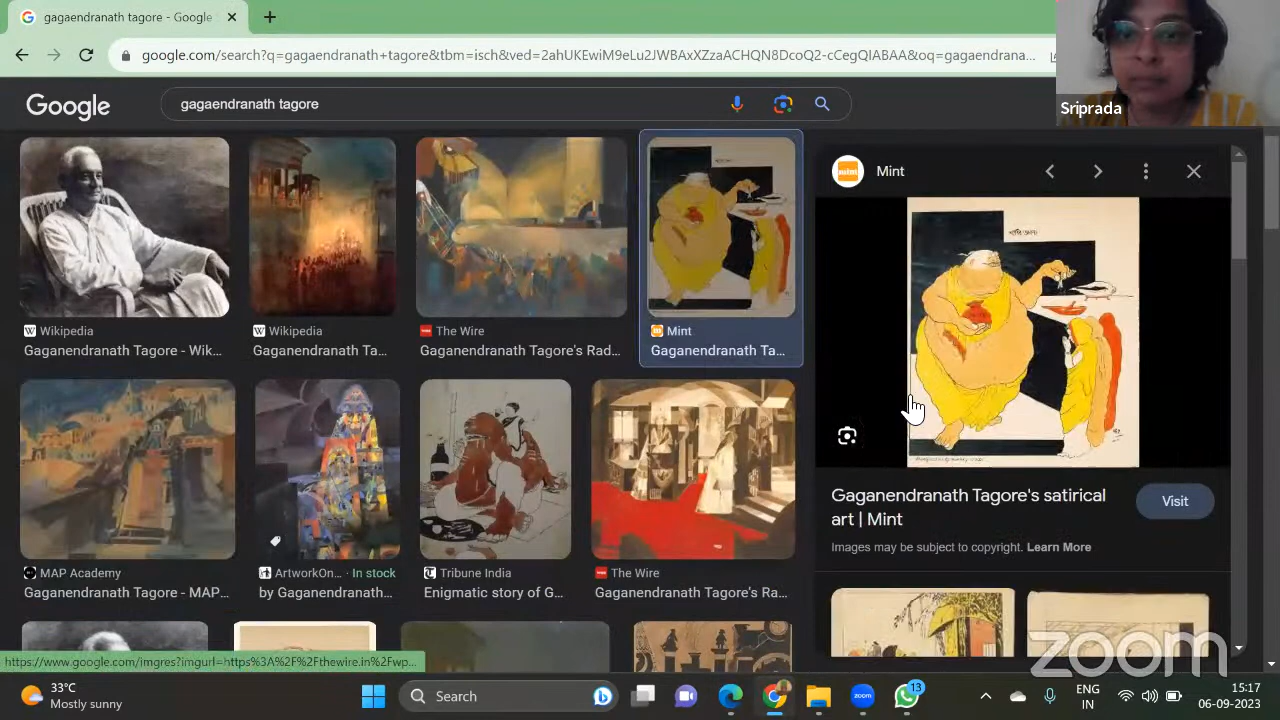 gagaendranath tagore - Google
google.com/search?q=gagaendranath+tagore&tbm=isch&ved=2ahUKEwiM9eLu2JWBAxXZzaACHQN8DcoQ2-cCegQIABAA&oq=gagaendrana...
Sriprada
Google
gagaendranath tagore
Mint
Wikipedia
Gaganendranath Tagore - Wik...
Wikipedia
Gaganendranath Ta...
The Wire
Gaganendranath Tagore's Rad...
Mint
Gaganendranath Ta...
MAP Academy
Gaganendranath Tagore - MAP...
ArtworkOn... · In stock
by Gaganendranath...
Tribune India
Enigmatic story of G...
The Wire
Gaganendranath Tagore's Ra...
Gaganendranath Tagore's satirical
art | Mint
Visit
Images may be subject to copyright. Learn More
zoom
https://www.google.com/imgres?imgurl=https%3A%2F%2Fthewire.in%2Fwp...
33°C
Mostly sunny
Search
zoom
13
ENG
IN
15:17
06-09-2023